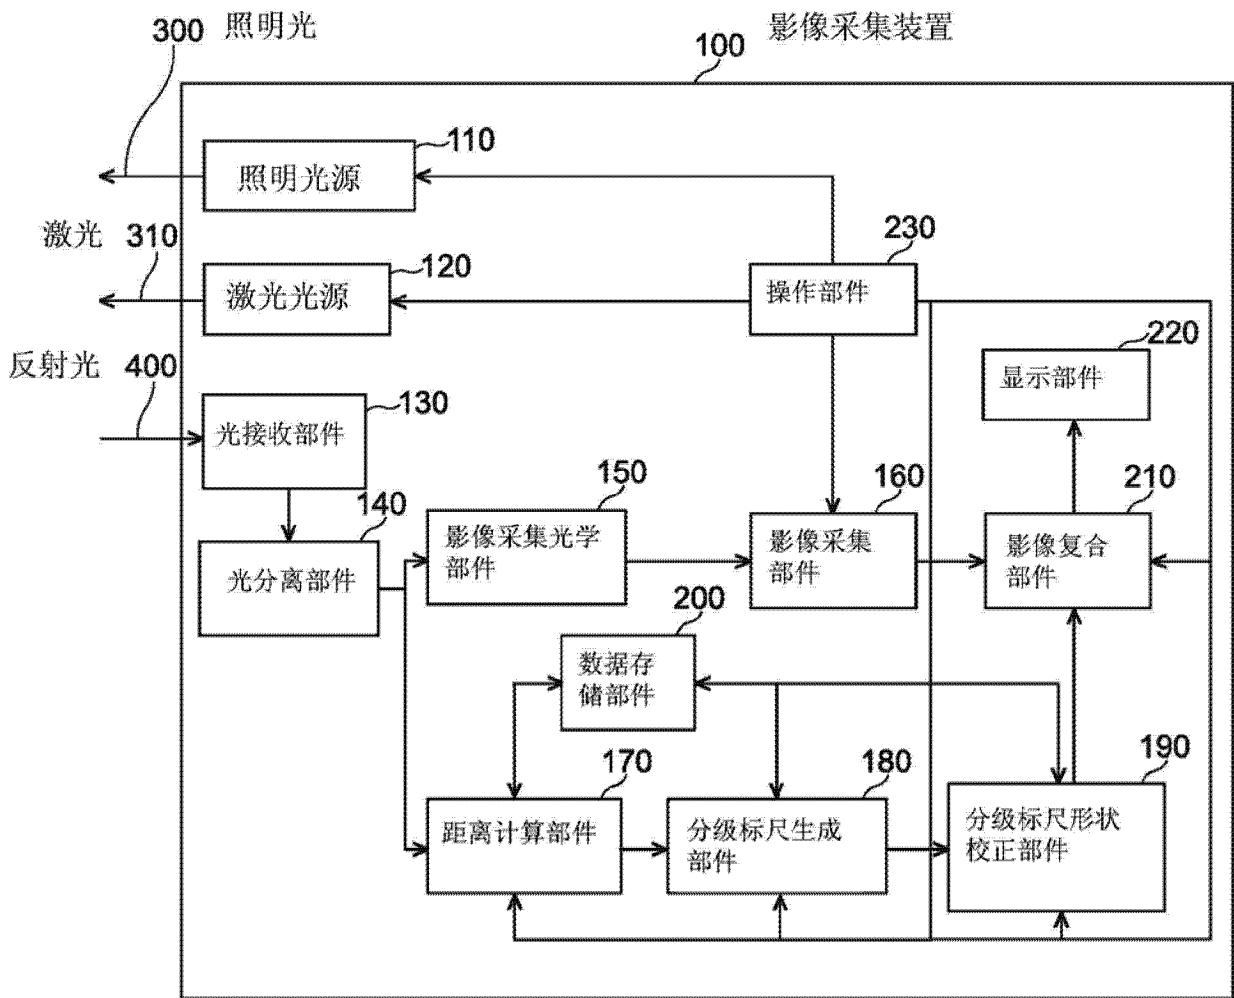 300 照明光
影像采集装置
100
110
照明光源
激光 310
120
激光光源
230
操作部件
反射光
400
130
光接收部件
220
显示部件
140
光分离部件
150
影像采集光学
部件
160
影像采集
部件
210
影像复合
部件
200
数据存
储部件
170
距离计算部件
180
分级标尺生成
部件
190
分级标尺形状
校正部件